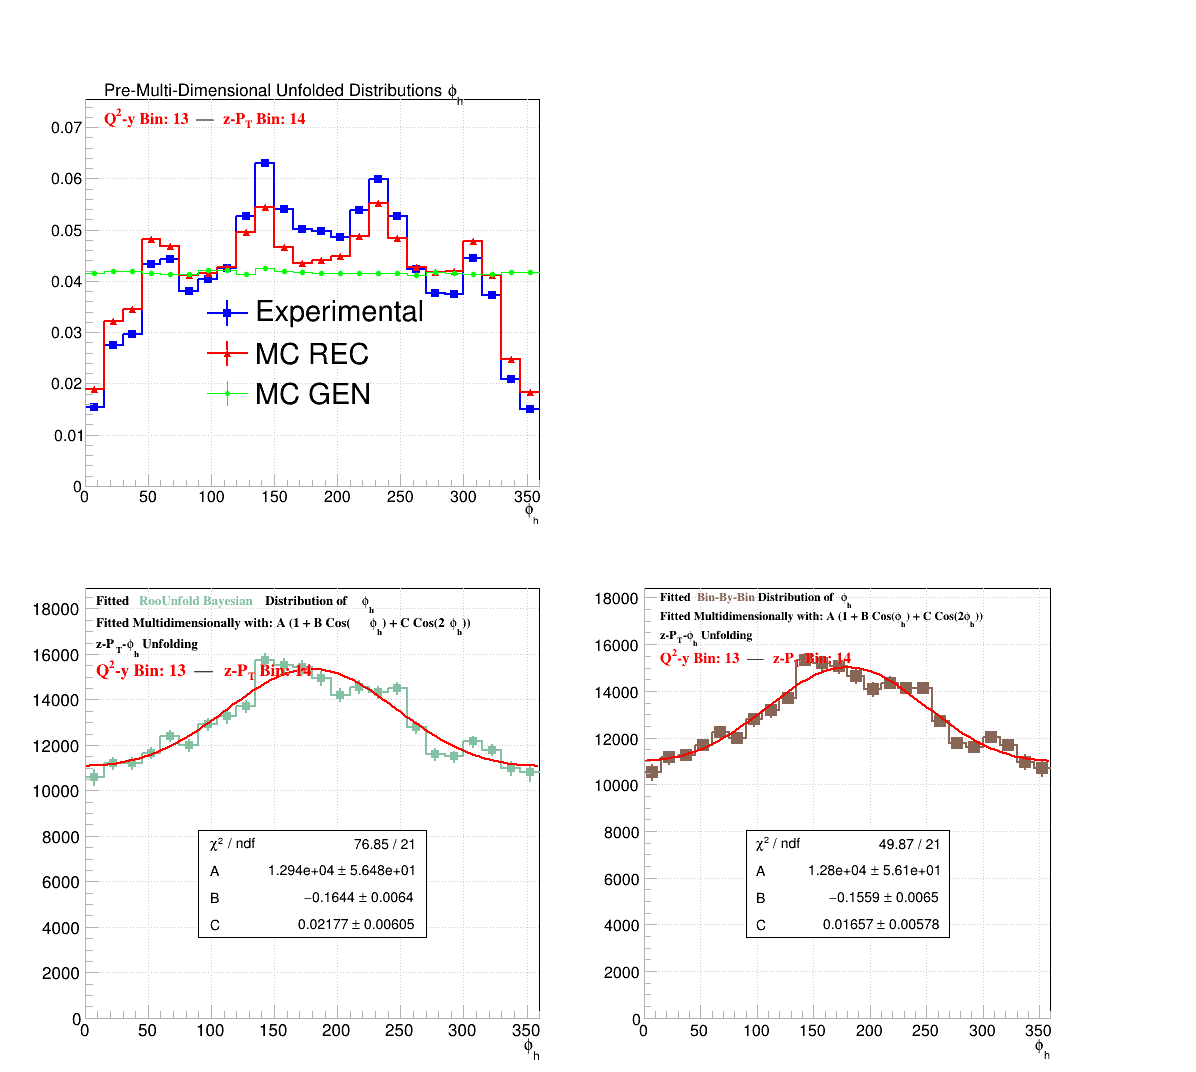 Pre-Multi-Dimensional Unfolded Distributions ϕh
Q2-y Bin: 13 — z-PT Bin: 14
0.07
0.06
0.05
0.04
0.03
0.02
0.01
0
Experimental
MC REC
MC GEN
0 50 100 150 200 250 300 350
ϕh
Fitted RooUnfold Bayesian Distribution of ϕh
Fitted Multidimensionally with: A (1 + B Cos( ϕh) + C Cos(2 ϕh))
z-PT-ϕh Unfolding
Q2-y Bin: 13 — z-PT Bin: 14
18000
16000
14000
12000
10000
8000
6000
4000
2000
0
χ2 / ndf 76.85 / 21
A 1.294e+04 ± 5.648e+01
B −0.1644 ± 0.0064
C 0.02177 ± 0.00605
0 50 100 150 200 250 300 350
ϕh
Fitted Bin-By-Bin Distribution of ϕh
Fitted Multidimensionally with: A (1 + B Cos(ϕh) + C Cos(2ϕh))
z-PT-ϕh Unfolding
Q2-y Bin: 13 — z-PT Bin: 14
18000
16000
14000
12000
10000
8000
6000
4000
2000
0
χ2 / ndf 49.87 / 21
A 1.28e+04 ± 5.61e+01
B −0.1559 ± 0.0065
C 0.01657 ± 0.00578
0 50 100 150 200 250 300 350
ϕh